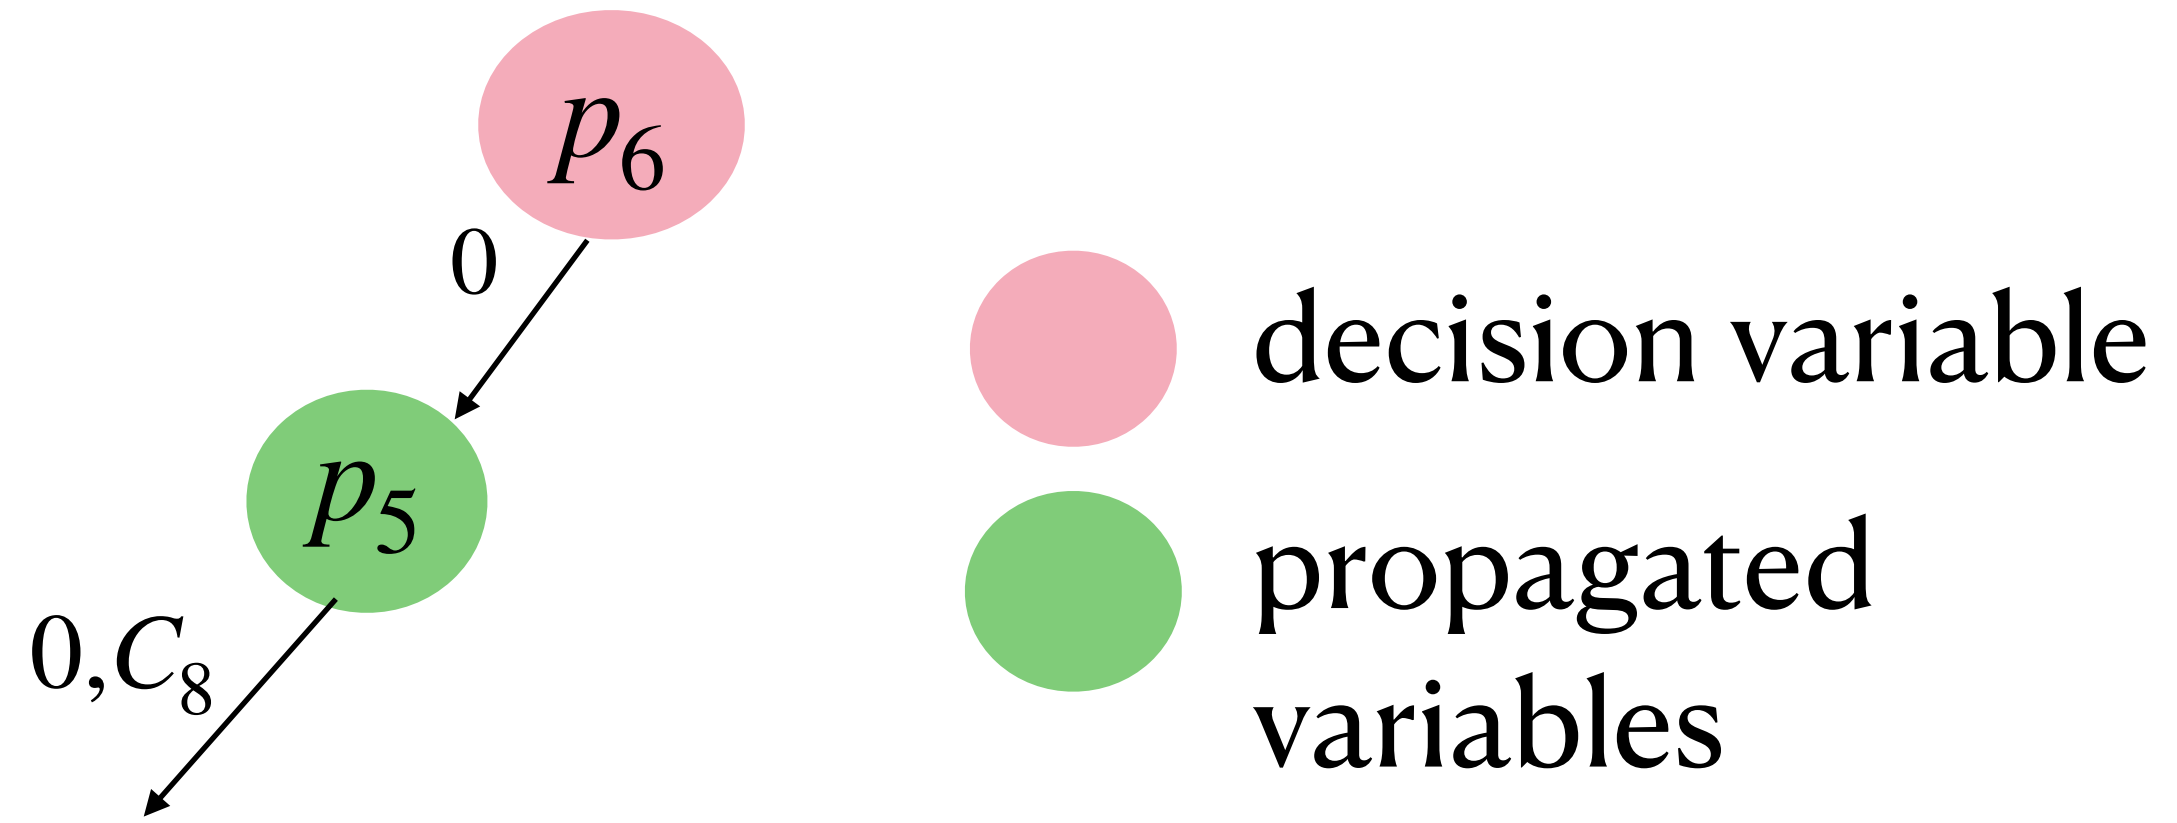 p₆
0
decision variable
p₅
propagated
variables
0,C₈